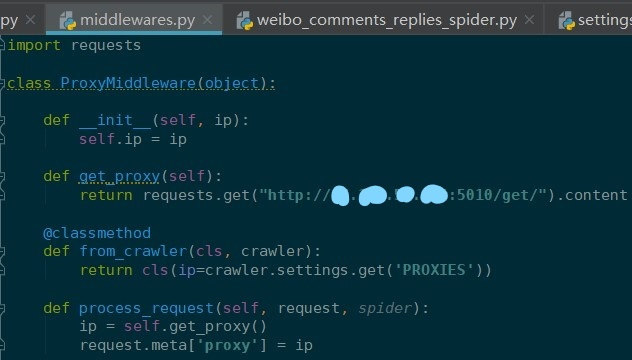 py × middlewares.py × weibo_comments_replies_spider.py × settings
import requests
class ProxyMiddleware(object):
def __init__(self, ip):
self.ip = ip
def get_proxy(self):
return requests.get("http://. . . :5010/get/").content
@classmethod
def from_crawler(cls, crawler):
return cls(ip=crawler.settings.get('PROXIES'))
def process_request(self, request, spider):
ip = self.get_proxy()
request.meta['proxy'] = ip